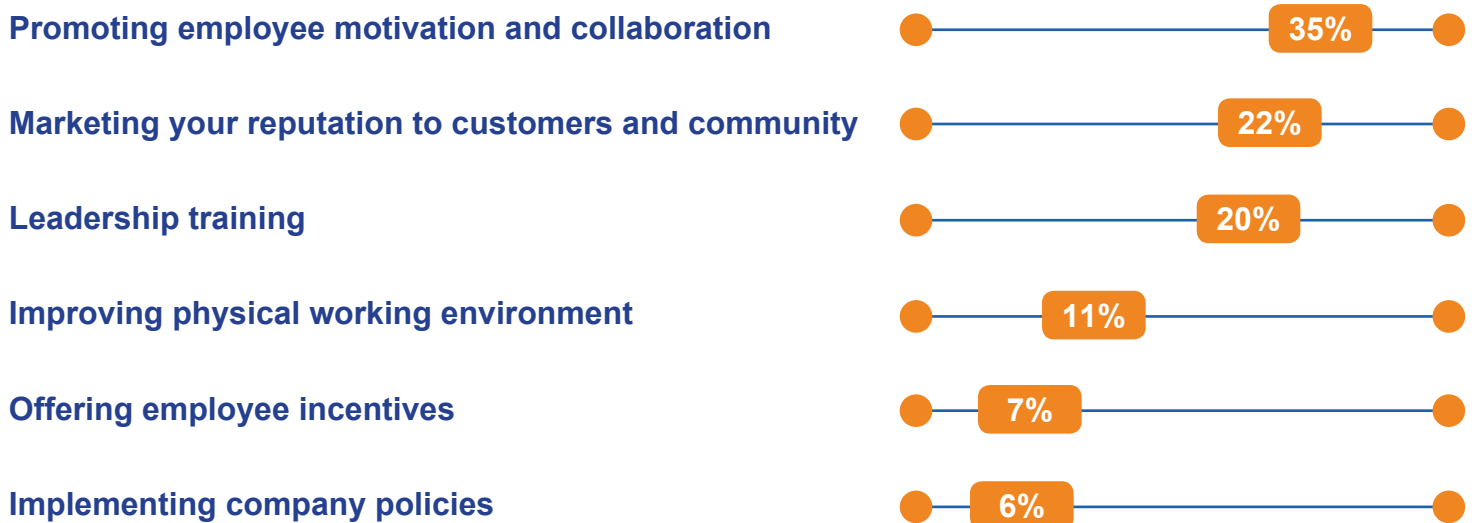 Promoting employee motivation and collaboration 35%
Marketing your reputation to customers and community 22%
Leadership training 20%
Improving physical working environment 11%
Offering employee incentives 7%
Implementing company policies 6%